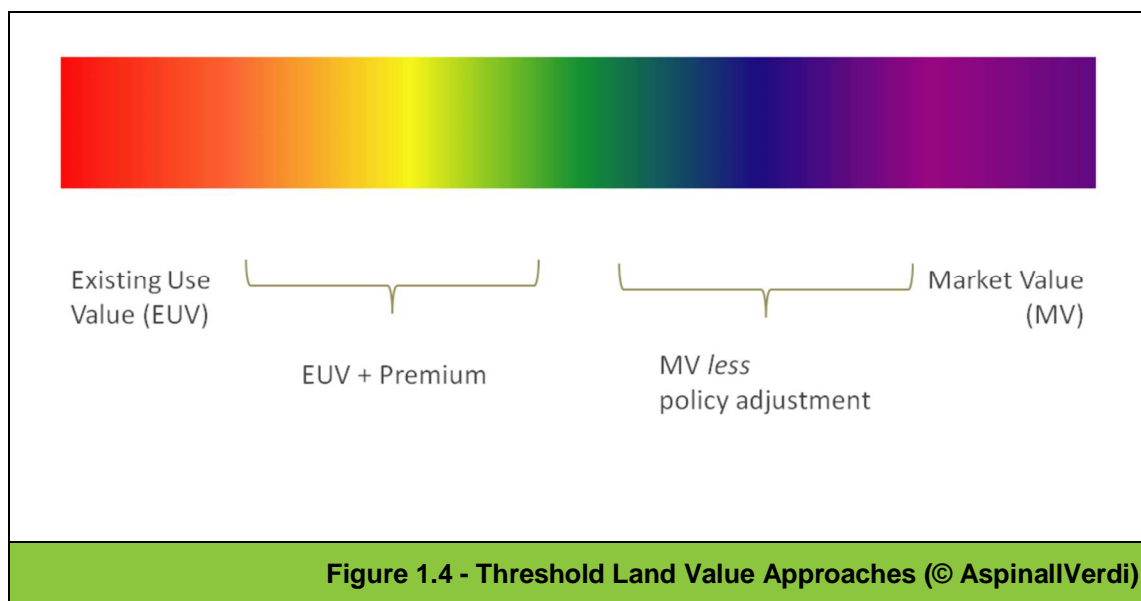 Existing Use
Value (EUV)
EUV + Premium
MV less
policy adjustment
Market Value
(MV)
Figure 1.4 - Threshold Land Value Approaches (© AspinallVerdi)